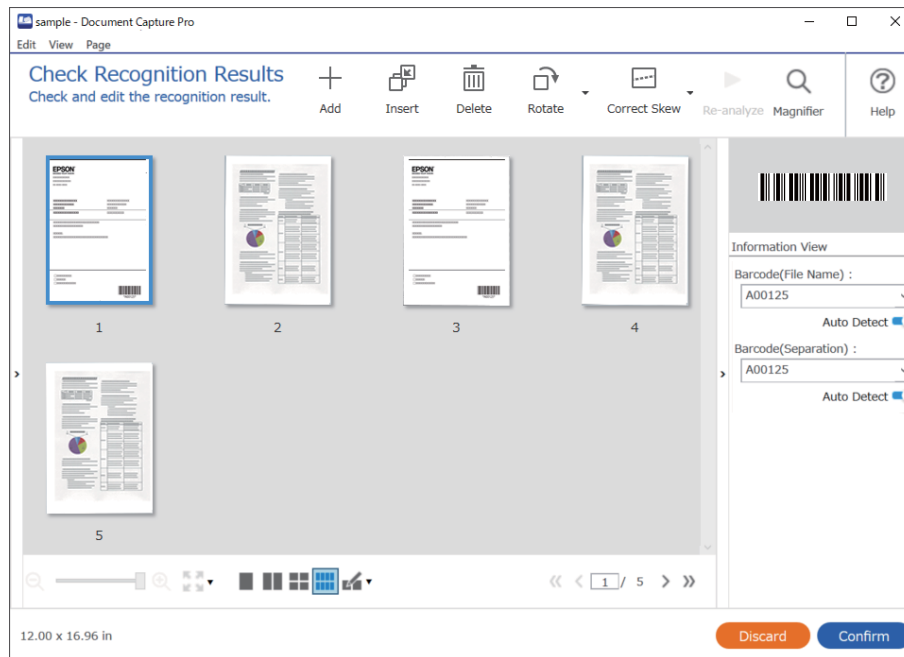 sample - Document Capture Pro
Edit View Page
Check Recognition Results
Check and edit the recognition result.
Add
Insert
Delete
Rotate
Correct Skew
Re-analyze
Magnifier
Help
EPSON
EPSON
1
2
3
4
5
Information View
Barcode(File Name) :
A00125
Auto Detect
Barcode(Separation) :
A00125
Auto Detect
1 / 5
12.00 x 16.96 in
Discard
Confirm